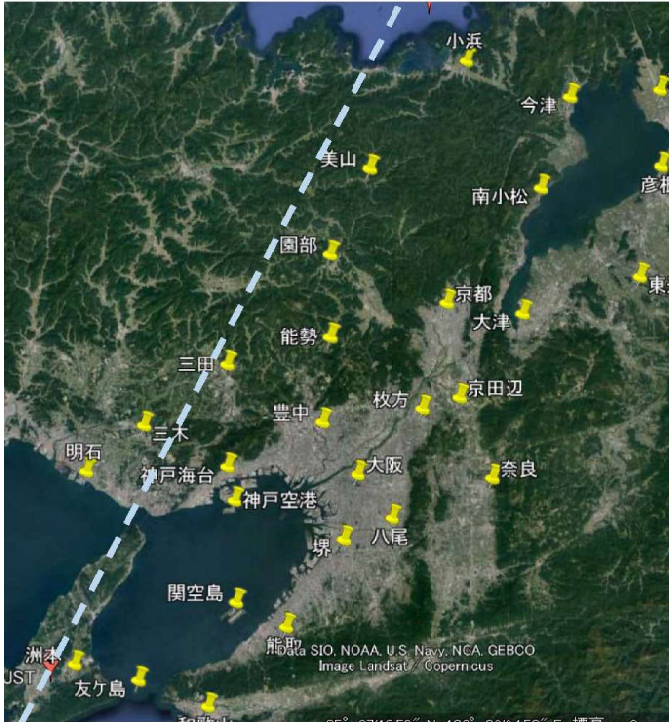 小浜
今津
美山
南小松
彦根
園部
京都
大津
能勢
三田
豊中
枚方
京田辺
三木
明石
神戸海台
大阪
奈良
神戸空港
堺
八尾
関空島
熊取
Data SIO, NOAA, U.S. Navy, NGA, GEBCO
Image Landsat / Copernicus
洲本
JST
友ケ島